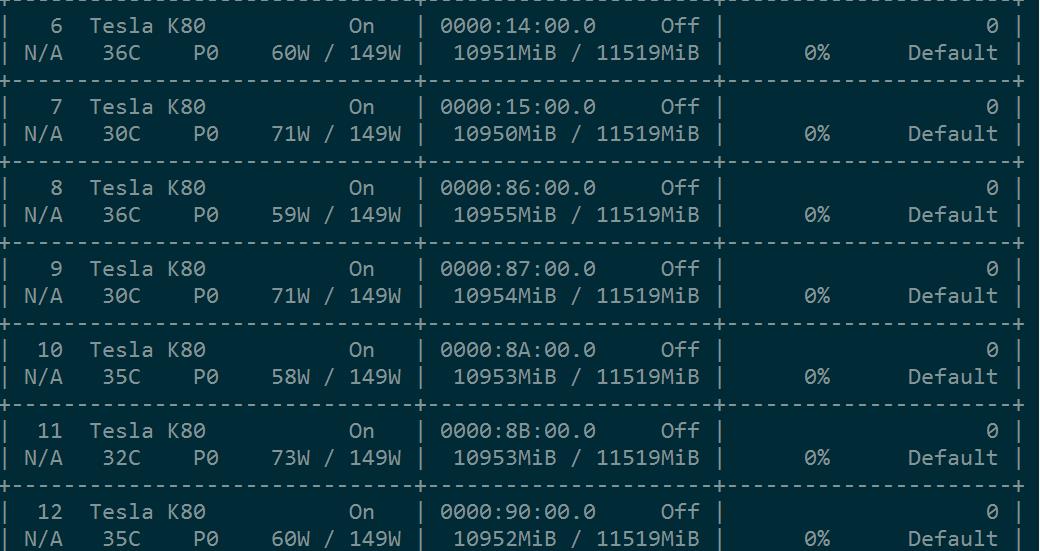 +-------------------------------+----------------------+----------------------+
|   6  Tesla K80           On   | 0000:14:00.0     Off |                    0 |
| N/A   36C    P0    60W / 149W |  10951MiB / 11519MiB |      0%      Default |
+-------------------------------+----------------------+----------------------+
|   7  Tesla K80           On   | 0000:15:00.0     Off |                    0 |
| N/A   30C    P0    71W / 149W |  10950MiB / 11519MiB |      0%      Default |
+-------------------------------+----------------------+----------------------+
|   8  Tesla K80           On   | 0000:86:00.0     Off |                    0 |
| N/A   36C    P0    59W / 149W |  10955MiB / 11519MiB |      0%      Default |
+-------------------------------+----------------------+----------------------+
|   9  Tesla K80           On   | 0000:87:00.0     Off |                    0 |
| N/A   30C    P0    71W / 149W |  10954MiB / 11519MiB |      0%      Default |
+-------------------------------+----------------------+----------------------+
|  10  Tesla K80           On   | 0000:8A:00.0     Off |                    0 |
| N/A   35C    P0    58W / 149W |  10953MiB / 11519MiB |      0%      Default |
+-------------------------------+----------------------+----------------------+
|  11  Tesla K80           On   | 0000:8B:00.0     Off |                    0 |
| N/A   32C    P0    73W / 149W |  10953MiB / 11519MiB |      0%      Default |
+-------------------------------+----------------------+----------------------+
|  12  Tesla K80           On   | 0000:90:00.0     Off |                    0 |
| N/A   35C    P0    60W / 149W |  10952MiB / 11519MiB |      0%      Default |